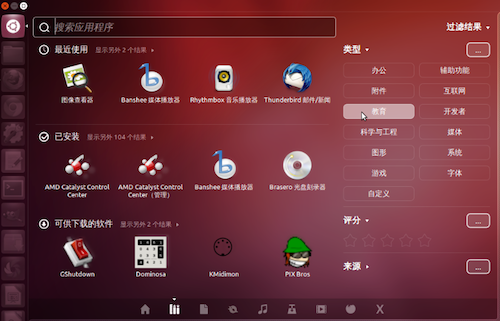 搜索应用程序
过滤结果
最近使用 显示另外 2 个结果
图像查看器
Banshee 媒体播放器
Rhythmbox 音乐播放器
Thunderbird 邮件/新闻
已安装 显示另外 104 个结果
AMD Catalyst Control Center
AMD Catalyst Control Center（管理）
Banshee 媒体播放器
Brasero 光盘刻录器
可供下载的软件 显示另外 2 个结果
GShutdown
Dominosa
KMidimon
PIX Bros
类型 ...
办公 辅助功能
附件 互联网
教育 开发者
科学与工程 媒体
图形 系统
游戏 字体
自定义
评分 ...
来源 ...